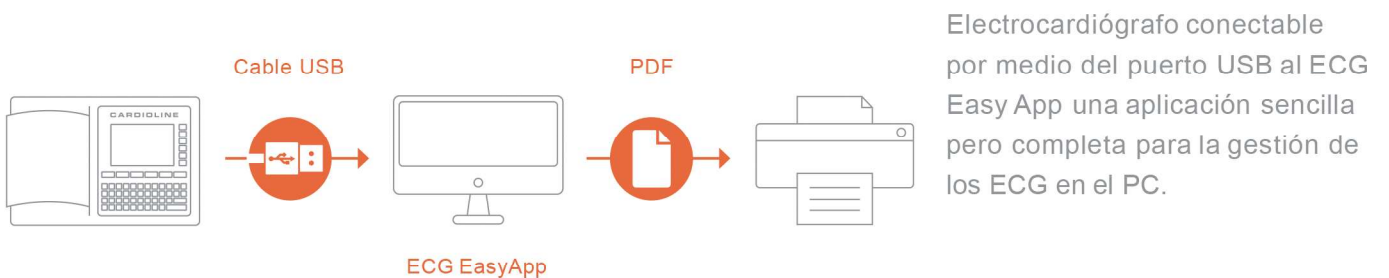 Cable USB
PDF
CARDIOLINE
ECG EasyApp
Electrocardiógrafo conectable
por medio del puerto USB al ECG
Easy App una aplicación sencilla
pero completa para la gestión de
los ECG en el PC.